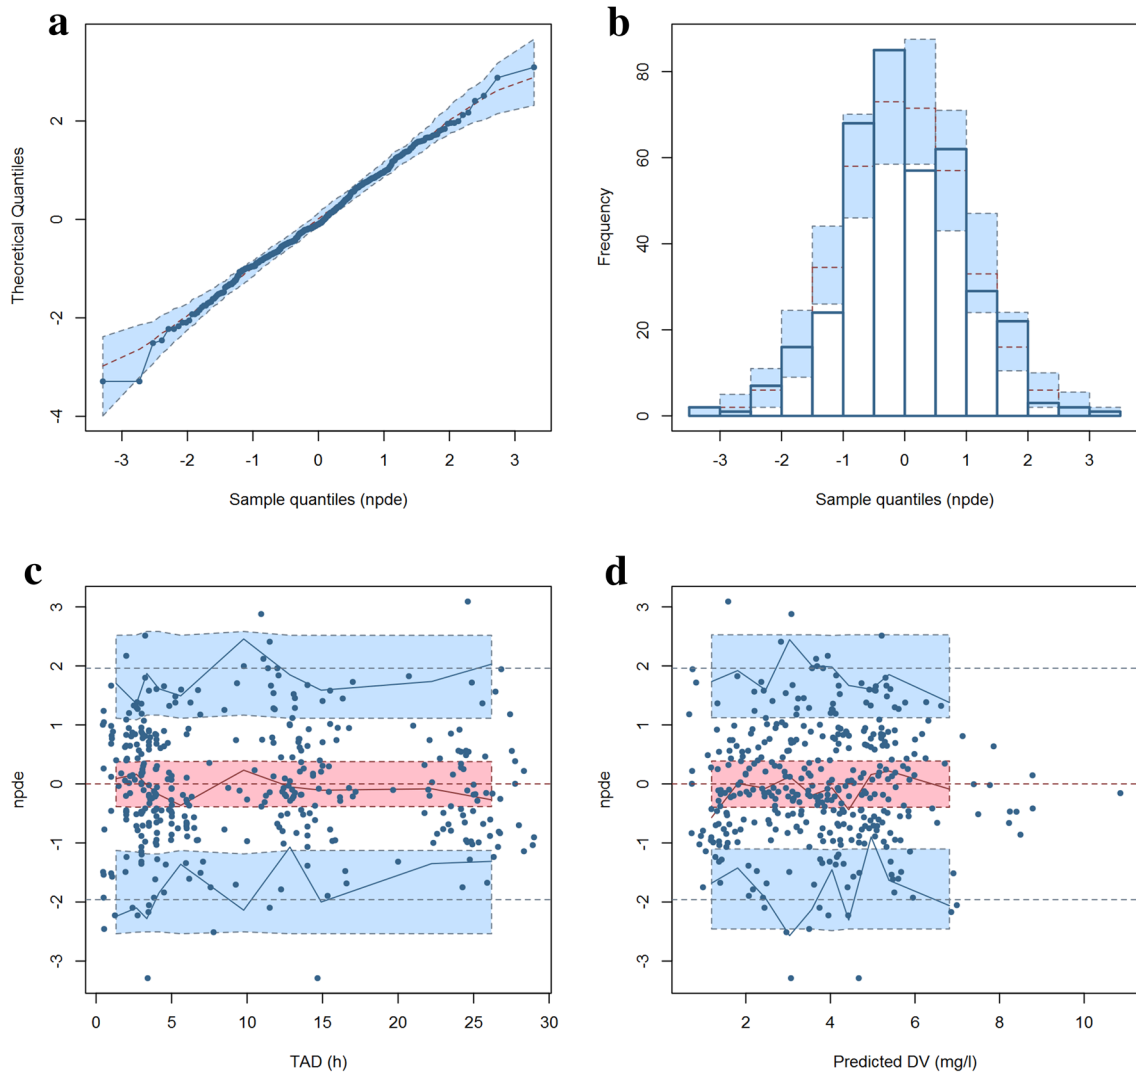 a
Theoretical Quantiles
2
0
-2
-4
-3 -2 -1 0 1 2 3
Sample quantiles (npde)
b
Frequency
80
60
40
20
0
-3 -2 -1 0 1 2 3
Sample quantiles (npde)
c
npde
3
2
1
0
-1
-2
-3
0 5 10 15 20 25 30
TAD (h)
d
npde
3
2
1
0
-1
-2
-3
2 4 6 8 10
Predicted DV (mg/l)